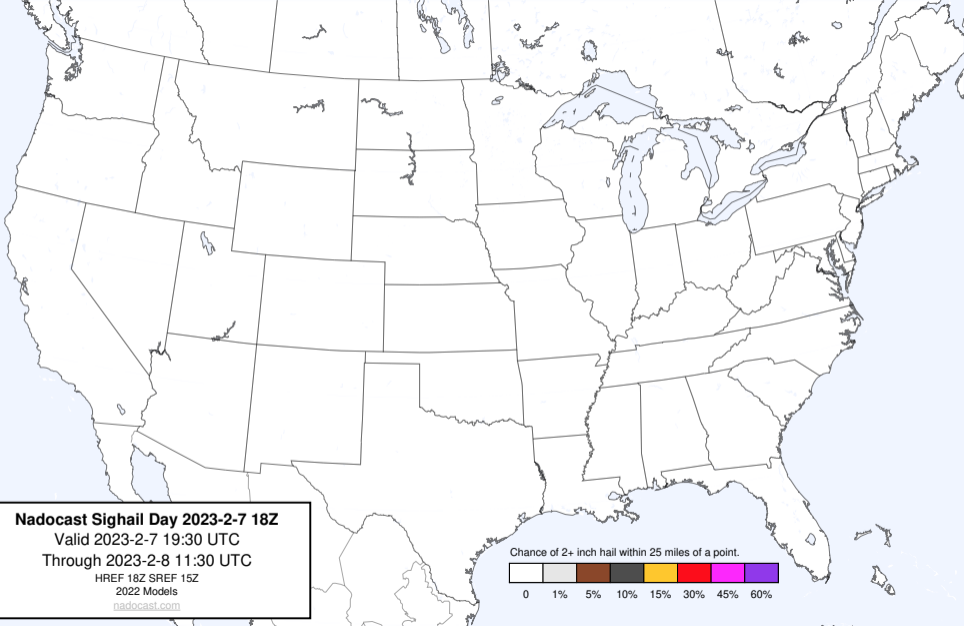 Nadocast Sighail Day 2023-2-7 18Z
Valid 2023-2-7 19:30 UTC
Through 2023-2-8 11:30 UTC
HREF 18Z SREF 15Z
2022 Models
nadocast.com
Chance of 2+ inch hail within 25 miles of a point.
0 1% 5% 10% 15% 30% 45% 60%